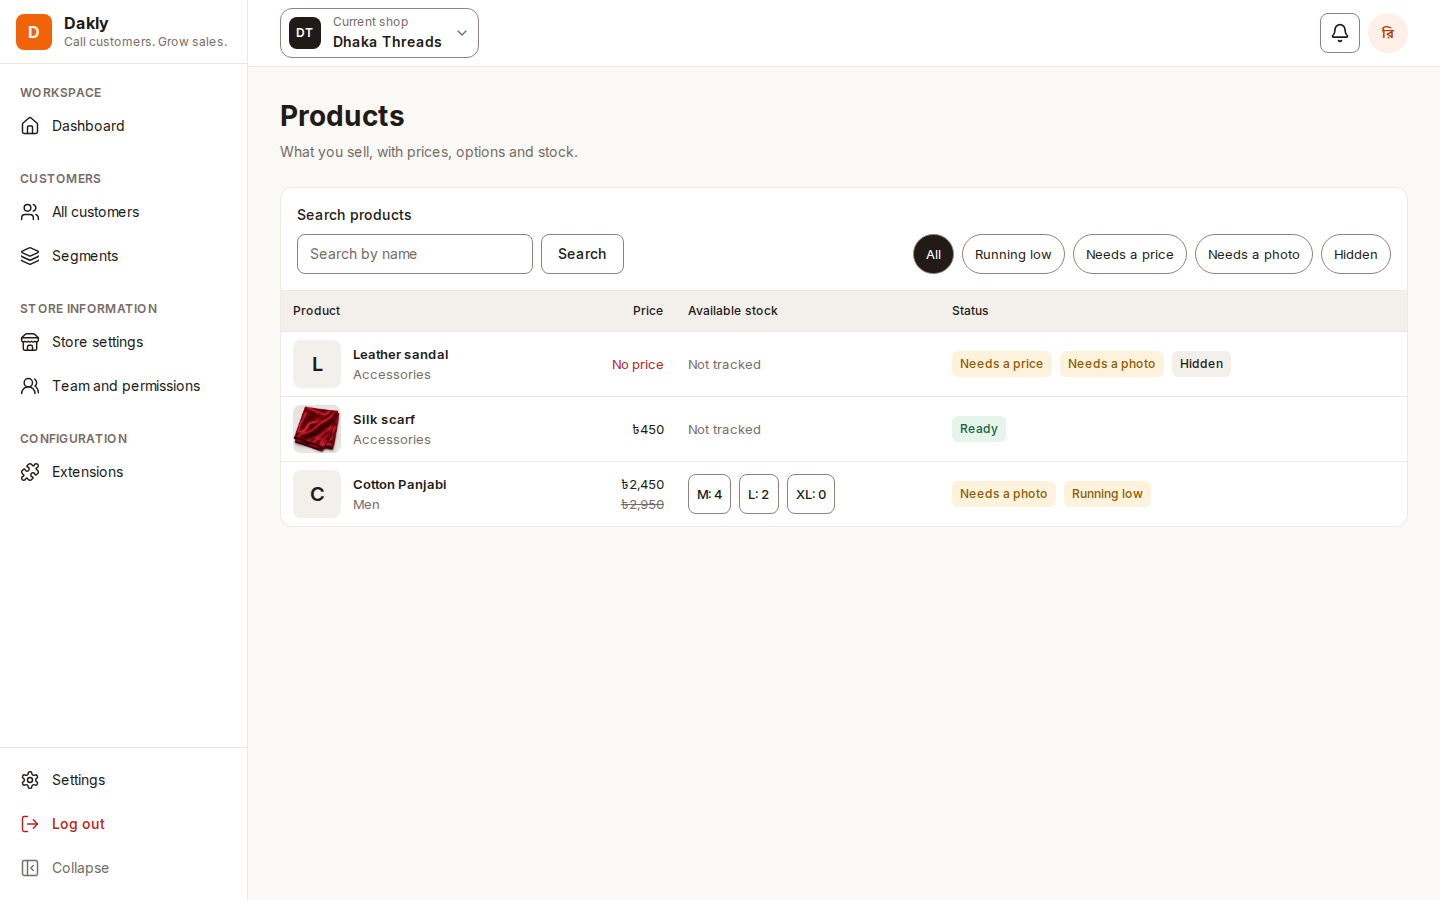 D
Dakly
Call customers. Grow sales.
WORKSPACE
Dashboard
CUSTOMERS
All customers
Segments
STORE INFORMATION
Store settings
Team and permissions
CONFIGURATION
Extensions
Settings
Log out
Collapse
DT
Current shop
Dhaka Threads
রি
Products
What you sell, with prices, options and stock.
Search products
Search by name
Search
All
Running low
Needs a price
Needs a photo
Hidden
Product Price Available stock Status
L
Leather sandal
Accessories
No price
Not tracked
Needs a price
Needs a photo
Hidden
Silk scarf
Accessories
৳450
Not tracked
Ready
C
Cotton Panjabi
Men
৳2,450
৳2,950
M: 4
L: 2
XL: 0
Needs a photo
Running low